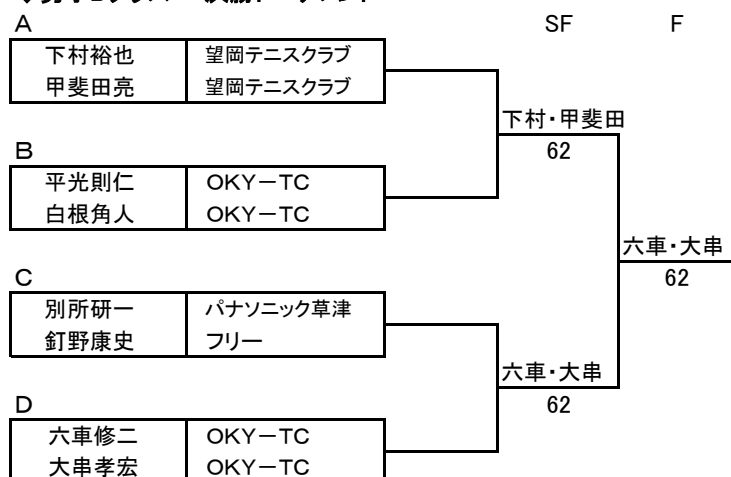 A SF F
下村裕也 望岡テニスクラブ
甲斐田亮 望岡テニスクラブ
下村・甲斐田
B 62
平光則仁 OKY－TC
白根角人 OKY－TC
六車・大串
C 62
別所研一 パナソニック草津
釘野康史 フリー
六車・大串
D 62
六車修二 OKY－TC
大串孝宏 OKY－TC